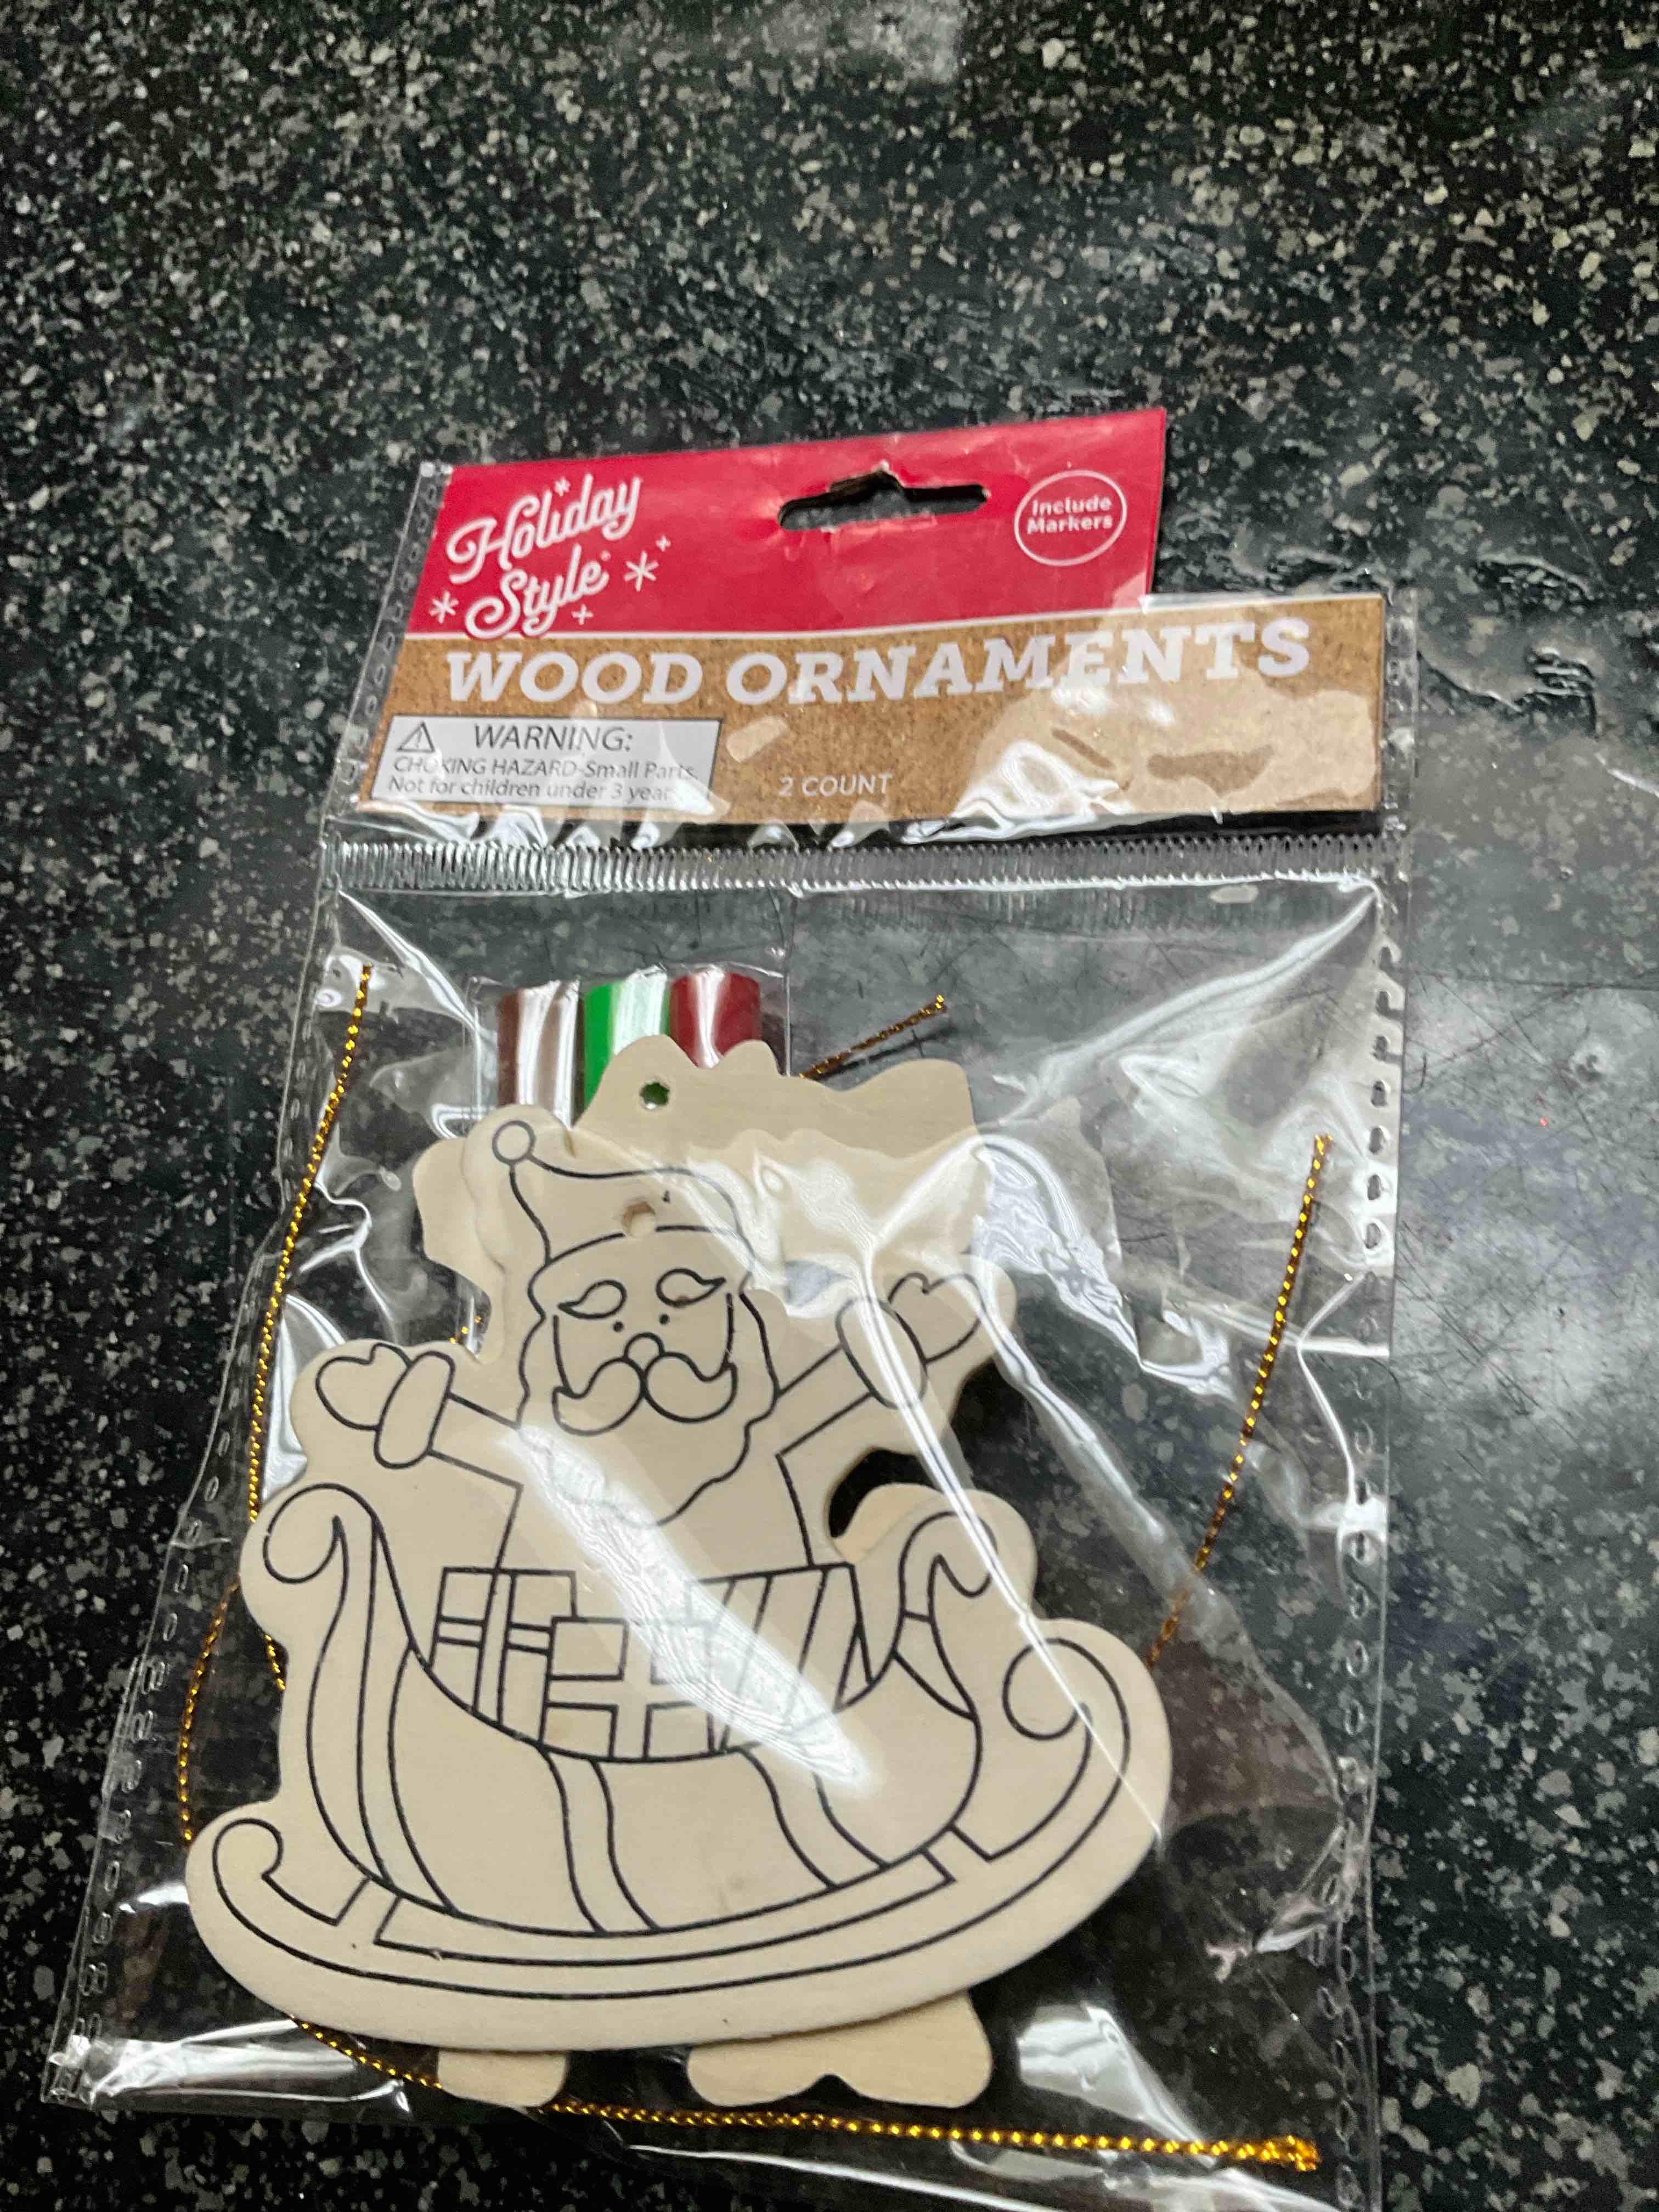 Holiday
Style
Include
Markers
WOOD ORNAMENTS
WARNING:
CHOKING HAZARD-Small Parts.
Not for children under 3 years
2 COUNT